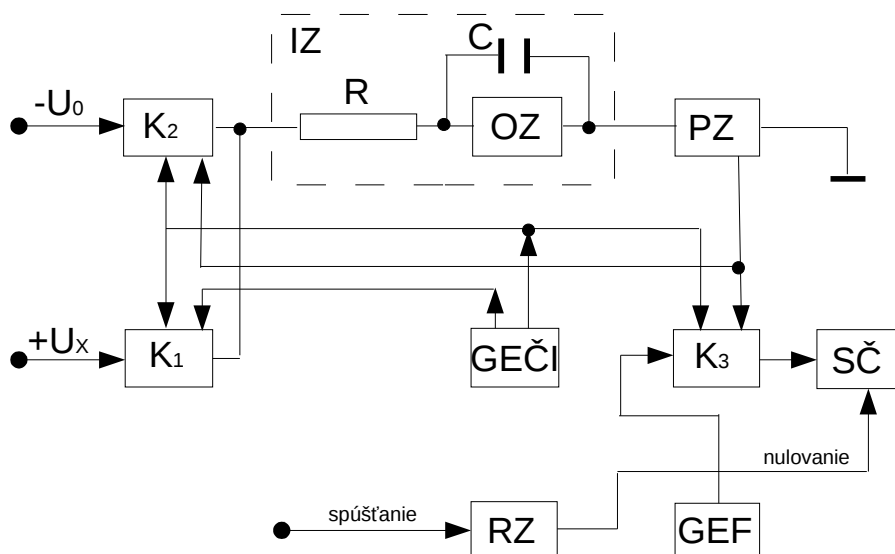 IZ
C
R
-U₀
K₂
OZ
PZ
+Uₓ
K₁
GEČI
K₃
SČ
nulovanie
spúšťanie
RZ
GEF